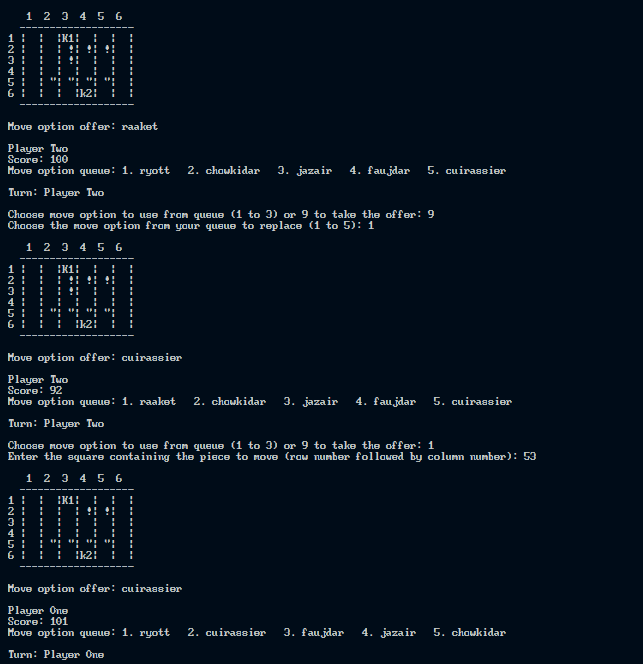 1  2  3  4  5  6
-------------------
1 |  |  |K1|  |  |  |
2 |  |  | !| !| !|  |
3 |  |  | !|  |  |  |
4 |  |  |  |  |  |  |
5 |  | "| "| "| "|  |
6 |  |  |  |k2|  |  |
-------------------
Move option offer: raaket
Player Two
Score: 100
Move option queue: 1. ryott   2. chowkidar   3. jazair   4. faujdar   5. cuirassier
Turn: Player Two
Choose move option to use from queue (1 to 3) or 9 to take the offer: 9
Choose the move option from your queue to replace (1 to 5): 1
1  2  3  4  5  6
-------------------
1 |  |  |K1|  |  |  |
2 |  |  | !| !| !|  |
3 |  |  | !|  |  |  |
4 |  |  |  |  |  |  |
5 |  | "| "| "| "|  |
6 |  |  |  |k2|  |  |
-------------------
Move option offer: cuirassier
Player Two
Score: 92
Move option queue: 1. raaket   2. chowkidar   3. jazair   4. faujdar   5. cuirassier
Turn: Player Two
Choose move option to use from queue (1 to 3) or 9 to take the offer: 1
Enter the square containing the piece to move (row number followed by column number): 53
1  2  3  4  5  6
-------------------
1 |  |  |K1|  |  |  |
2 |  |  |  | !| !|  |
3 |  |  |  |  |  |  |
4 |  |  |  |  |  |  |
5 |  | "| "| "| "|  |
6 |  |  |  |k2|  |  |
-------------------
Move option offer: cuirassier
Player One
Score: 101
Move option queue: 1. ryott   2. cuirassier   3. faujdar   4. jazair   5. chowkidar
Turn: Player One